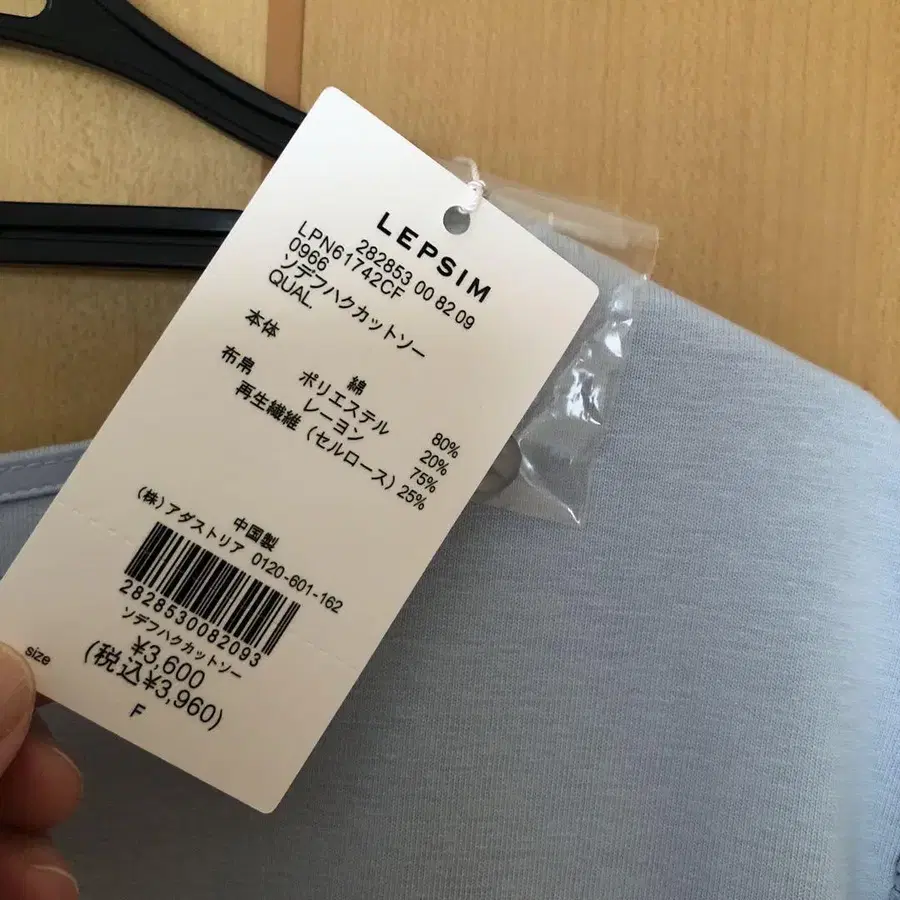 LEPSIM
282853 00 82 09
LPN61742CF
0966
ソデフハクカットソー
QUAL.
本体 綿 80%
ポリエステル 20%
布帛 レーヨン 75%
再生繊維(セルロース) 25%
中国製
(株)アダストリア 0120-601-162
2828530082093
ソデフハクカットソー
¥3,600
(税込¥3,960)
size F